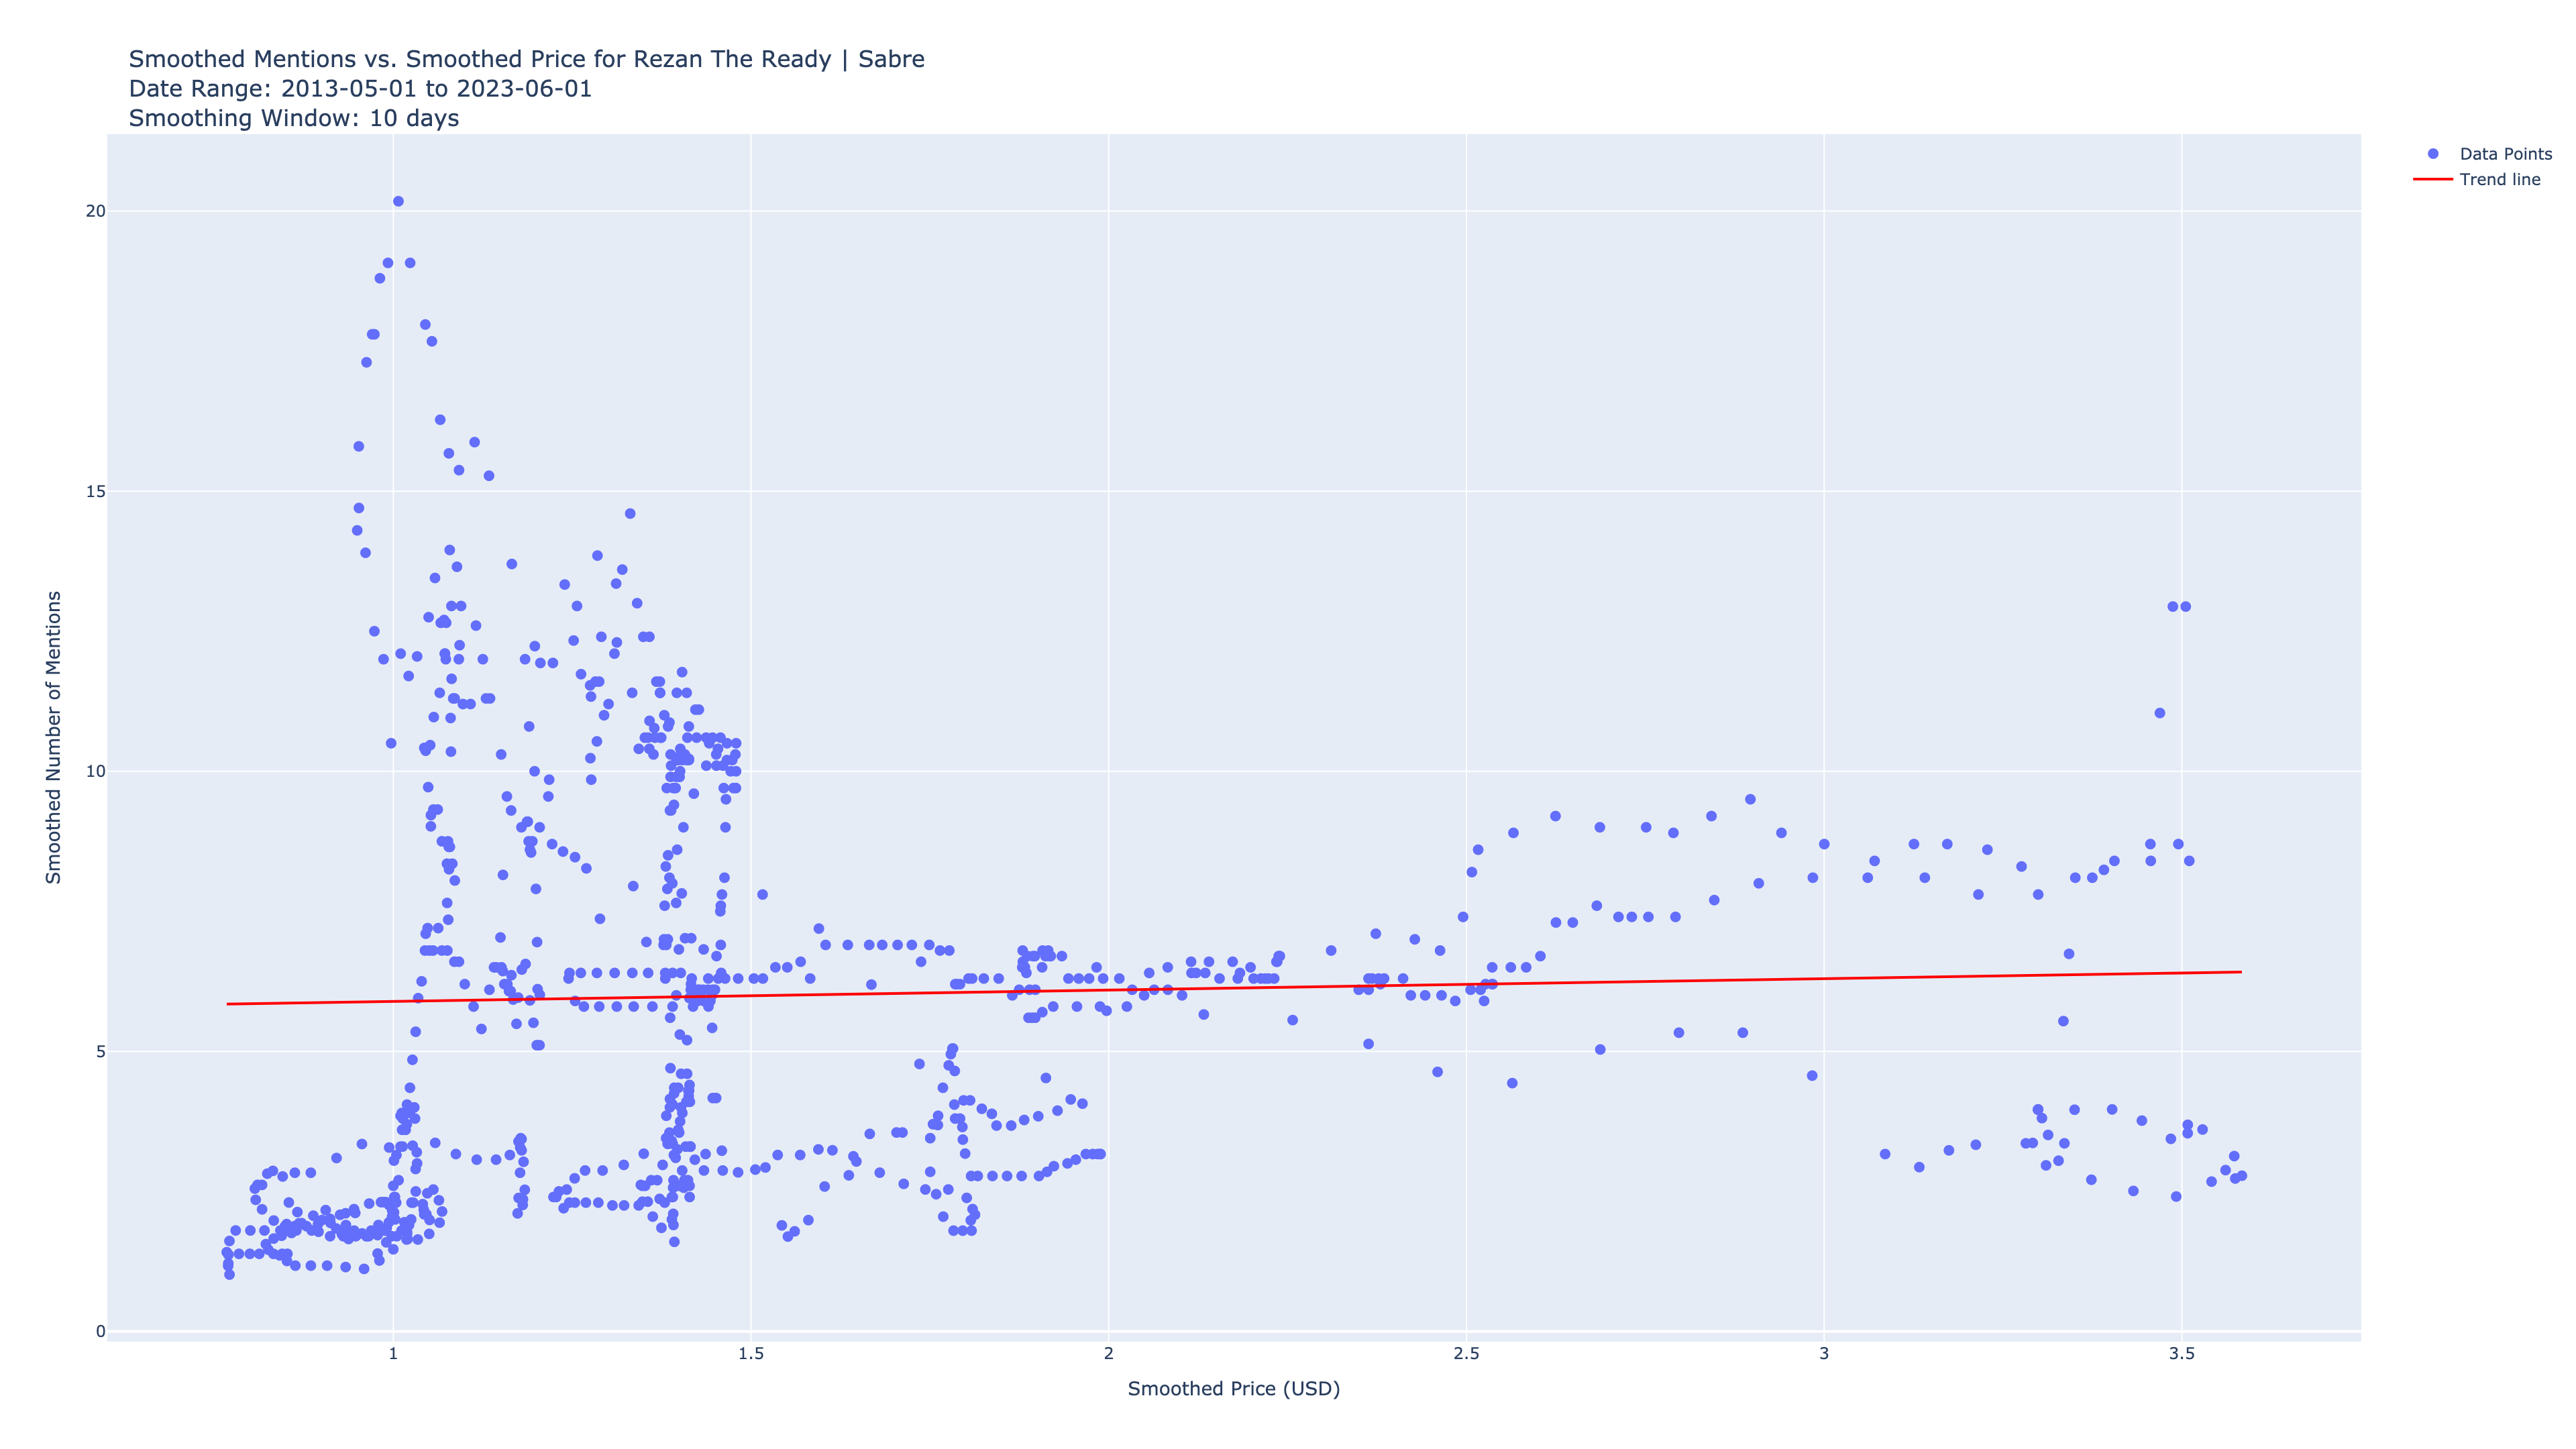 Smoothed Mentions vs. Smoothed Price for Rezan The Ready | Sabre
Date Range: 2013-05-01 to 2023-06-01
Smoothing Window: 10 days
Data Points
Trend line
20
15
10
5
0
Smoothed Number of Mentions
1
1.5
2
2.5
3
3.5
Smoothed Price (USD)